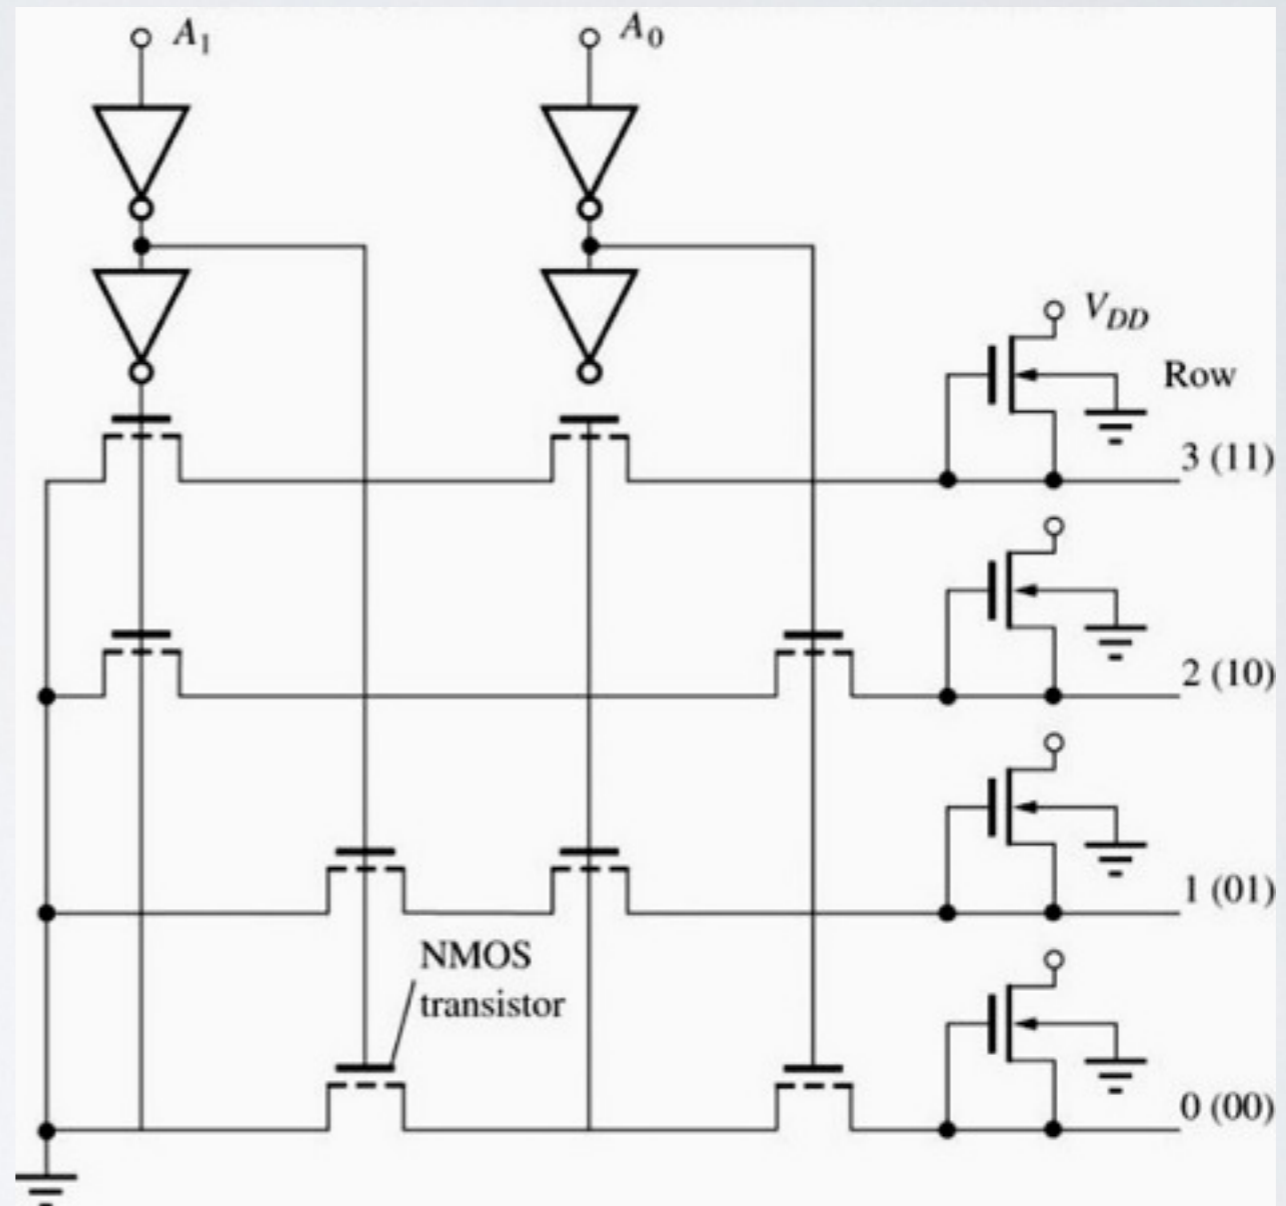 A1
A0
VDD
Row
3 (11)
2 (10)
1 (01)
NMOS
transistor
0 (00)